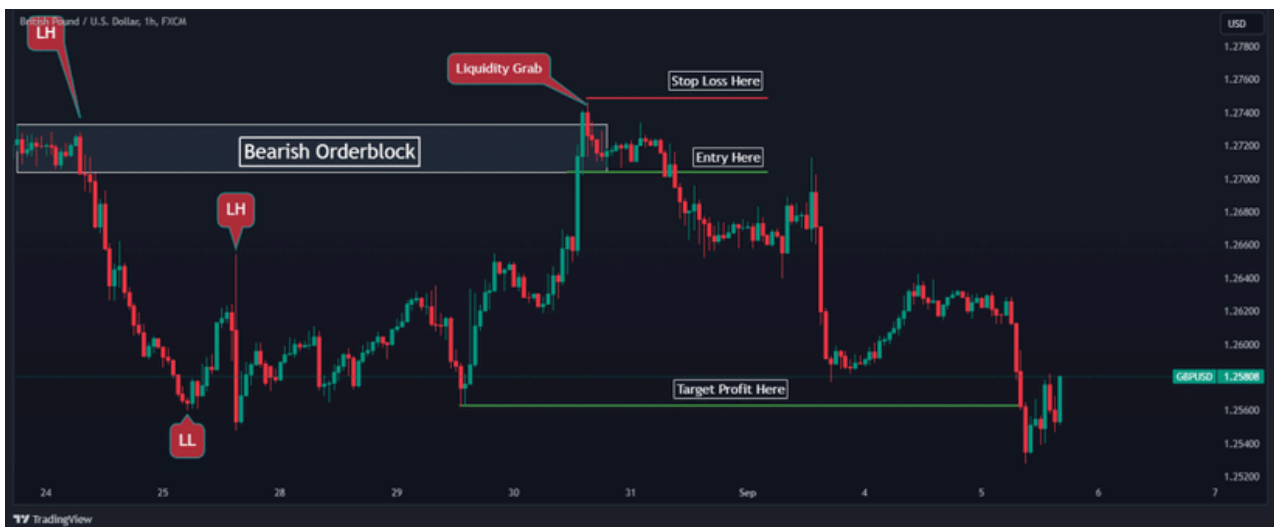 British Pound / U.S. Dollar, 1h, FXCM
USD
LH
1.27800
Liquidity Grab
Stop Loss Here
1.27600
1.27400
Bearish Orderblock
Entry Here
1.27200
1.27000
LH
1.26800
1.26600
1.26400
1.26200
1.26000
GBPUSD 1.25808
Target Profit Here
1.25600
LL
1.25400
1.25200
24 25 28 29 30 31 Sep 4 5 6 7
TradingView